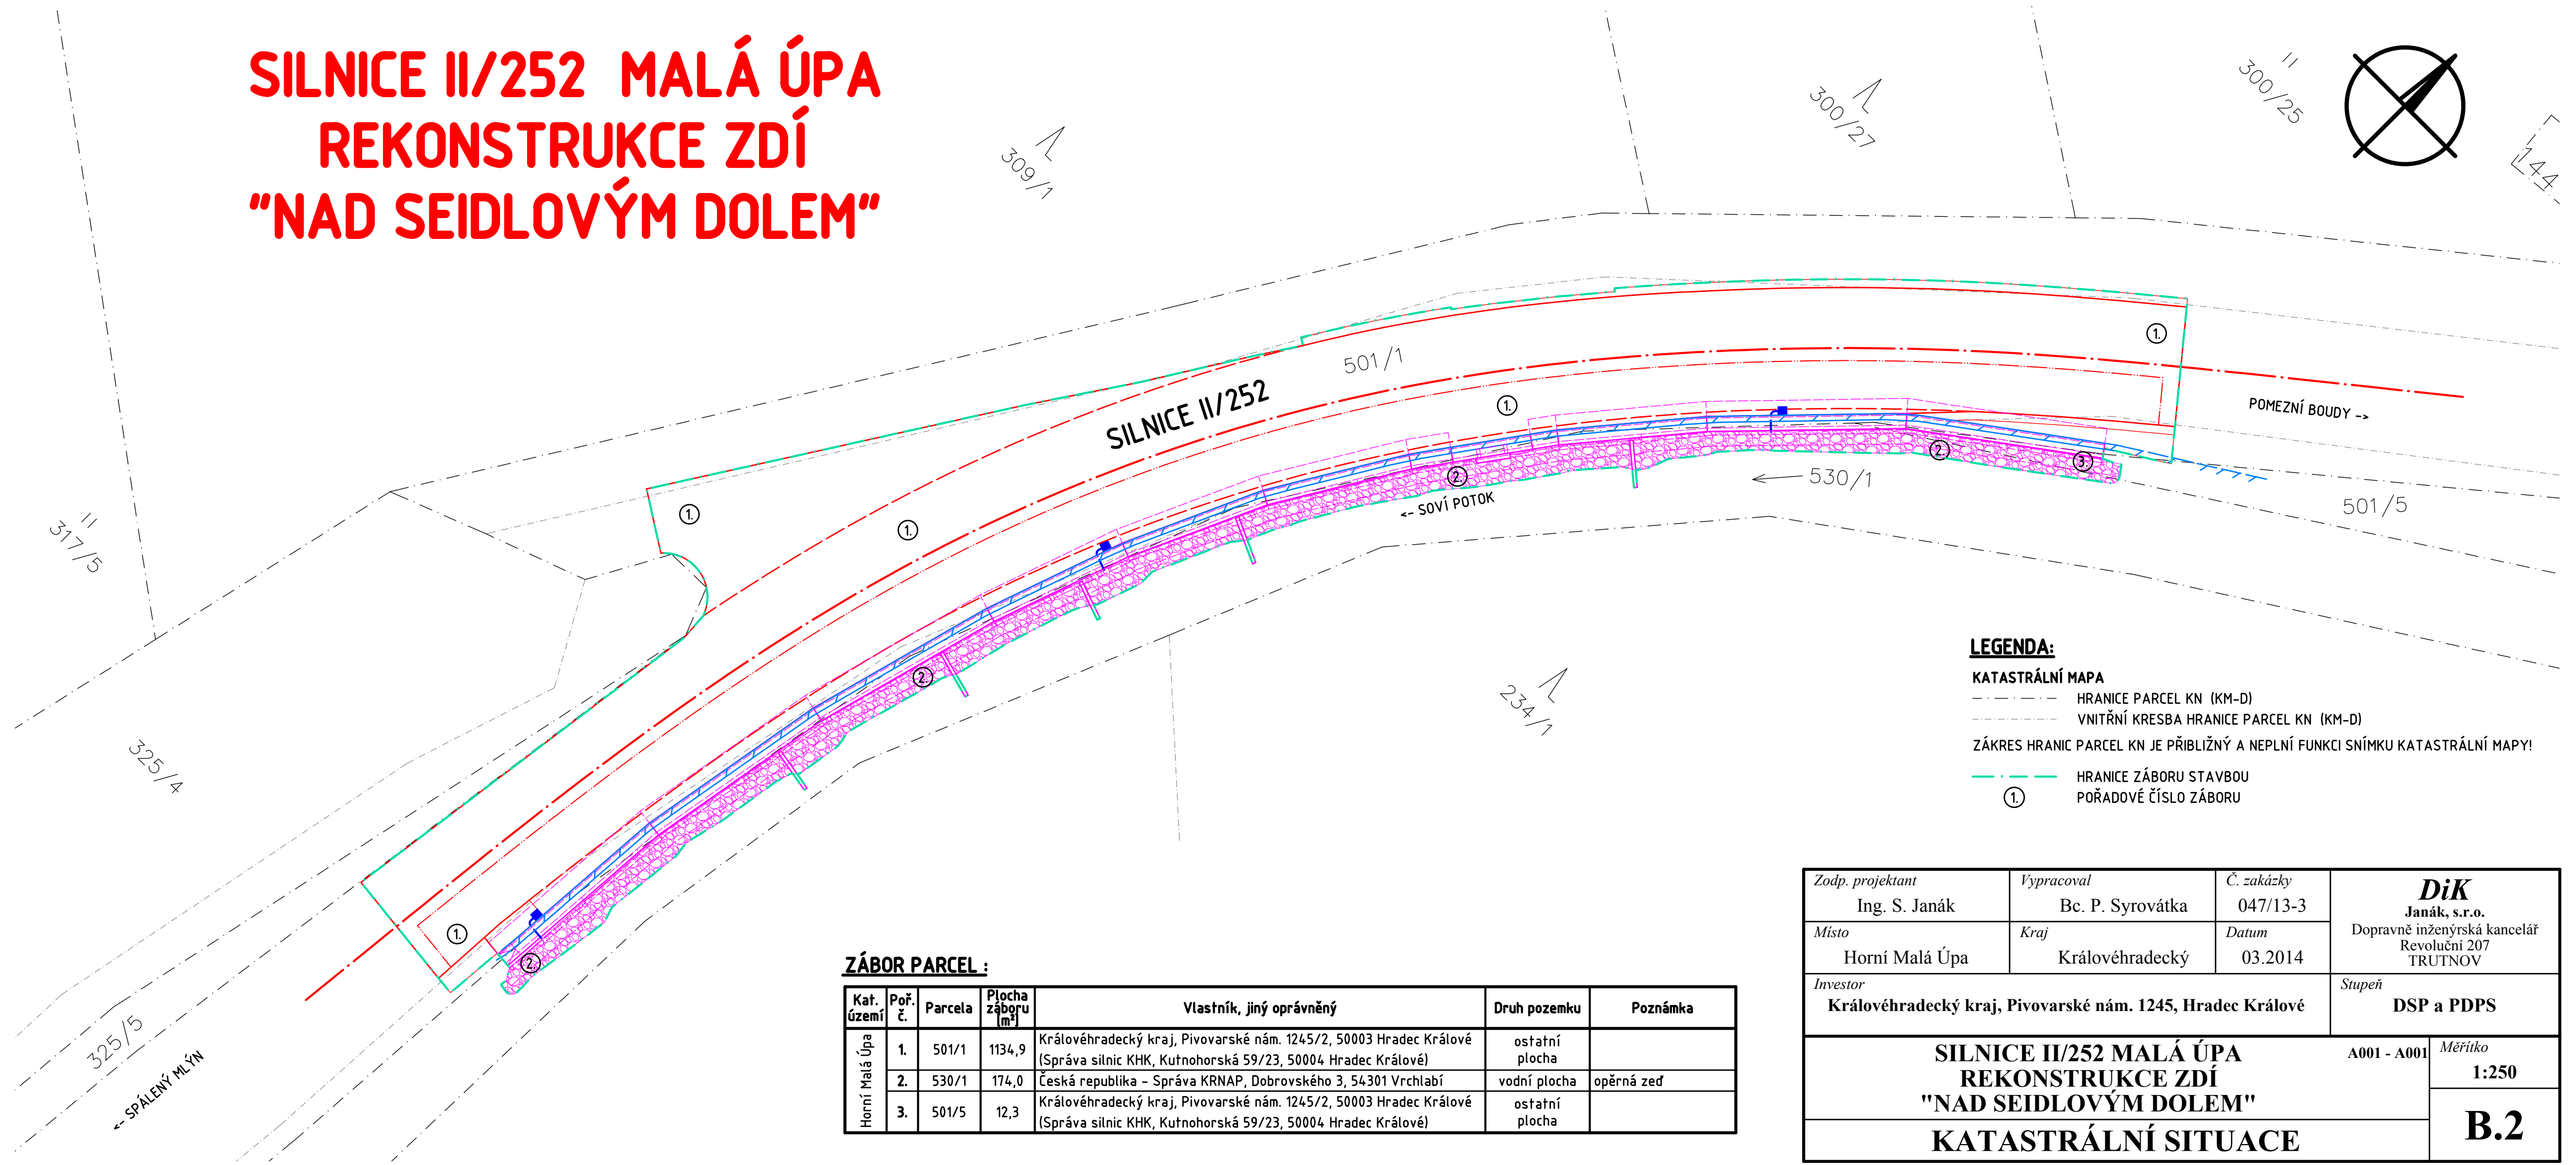 SILNICE II/252 MALÁ ÚPA
REKONSTRUKCE ZDÍ
"NAD SEIDLOVÝM DOLEM"
309/1
300/27
300/25
144
317/5
325/4
325/5
501/1
SILNICE II/252
530/1
501/5
234/1
POMEZNÍ BOUDY ->
<- SOVÍ POTOK
<- SPÁLENÝ MLÝN
1.
1.
1.
1.
1.
2.
2.
2.
2.
3.
LEGENDA:
KATASTRÁLNÍ MAPA
HRANICE PARCEL KN (KM-D)
VNITŘNÍ KRESBA HRANICE PARCEL KN (KM-D)
ZÁKRES HRANIC PARCEL KN JE PŘIBLIŽNÝ A NEPLNÍ FUNKCI SNÍMKU KATASTRÁLNÍ MAPY!
HRANICE ZÁBORU STAVBOU
1. POŘADOVÉ ČÍSLO ZÁBORU
ZÁBOR PARCEL :
Kat. území Poř. č. Parcela Plocha záboru [m²] Vlastník, jiný oprávněný Druh pozemku Poznámka
Horní Malá Úpa
1. 501/1 1134,9 Královéhradecký kraj, Pivovarské nám. 1245/2, 50003 Hradec Králové ostatní plocha
(Správa silnic KHK, Kutnohorská 59/23, 50004 Hradec Králové)
2. 530/1 174,0 Česká republika - Správa KRNAP, Dobrovského 3, 54301 Vrchlabí vodní plocha opěrná zeď
3. 501/5 12,3 Královéhradecký kraj, Pivovarské nám. 1245/2, 50003 Hradec Králové ostatní plocha
(Správa silnic KHK, Kutnohorská 59/23, 50004 Hradec Králové)
Zodp. projektant Vypracoval Č. zakázky
Ing. S. Janák Bc. P. Syrovátka 047/13-3
Místo Kraj Datum
Horní Malá Úpa Královéhradecký 03.2014
DiK
Janák, s.r.o.
Dopravně inženýrská kancelář
Revoluční 207
TRUTNOV
Investor
Královéhradecký kraj, Pivovarské nám. 1245, Hradec Králové
Stupeň
DSP a PDPS
SILNICE II/252 MALÁ ÚPA
REKONSTRUKCE ZDÍ
"NAD SEIDLOVÝM DOLEM"
A001 - A001
Měřítko
1:250
KATASTRÁLNÍ SITUACE
B.2